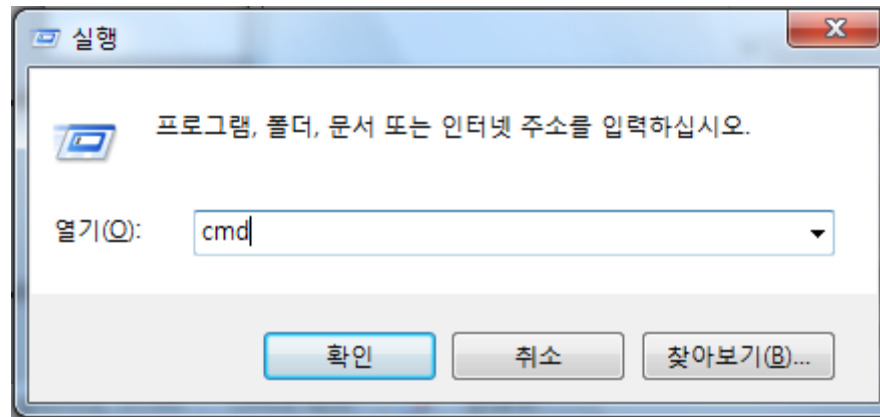 실행
프로그램, 폴더, 문서 또는 인터넷 주소를 입력하십시오.
열기(O): cmd
확인 취소 찾아보기(B)...